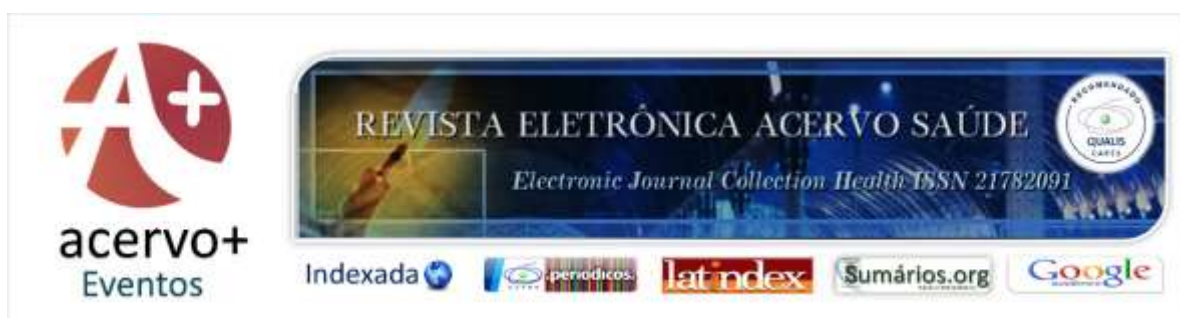 A+
acervo+
Eventos
REVISTA ELETRÔNICA ACERVO SAÚDE
Electronic Journal Collection Health ISSN 21782091
RECOMENDADO
QUALIS
CAPES
Indexada
.periodicos.
latindex
Sumários.org
Google